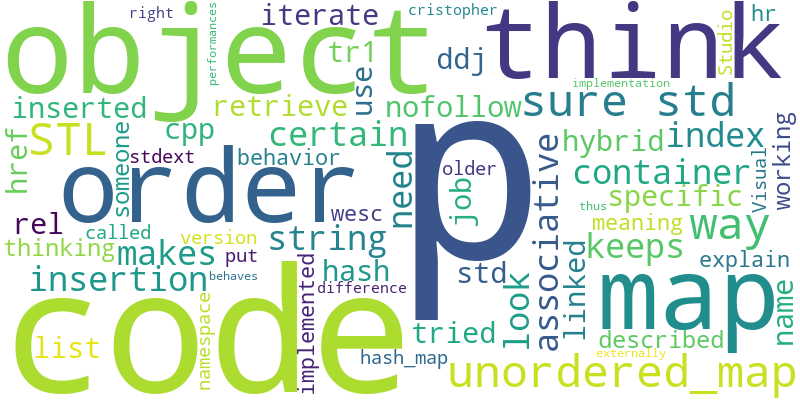 right
cristopher
hr
object
performances
iterate
think
Studio
tr1
ddj
use
implementation
inserted
retrieve
nofollow
sure std
href
STL
cpp
certain
someone
stdext
behavior
need
p
older
job
associative
hybrid
index
container
Visual
working
order
specific
thus
rel
called
wesc
meaning
way
thinking
version
string
keeps
makes
put
linked
explain
insertion
behaves
hash
std
look
map
name
difference
implemented
namespace
code
tried
described
list
hash_map
externally
unordered_map